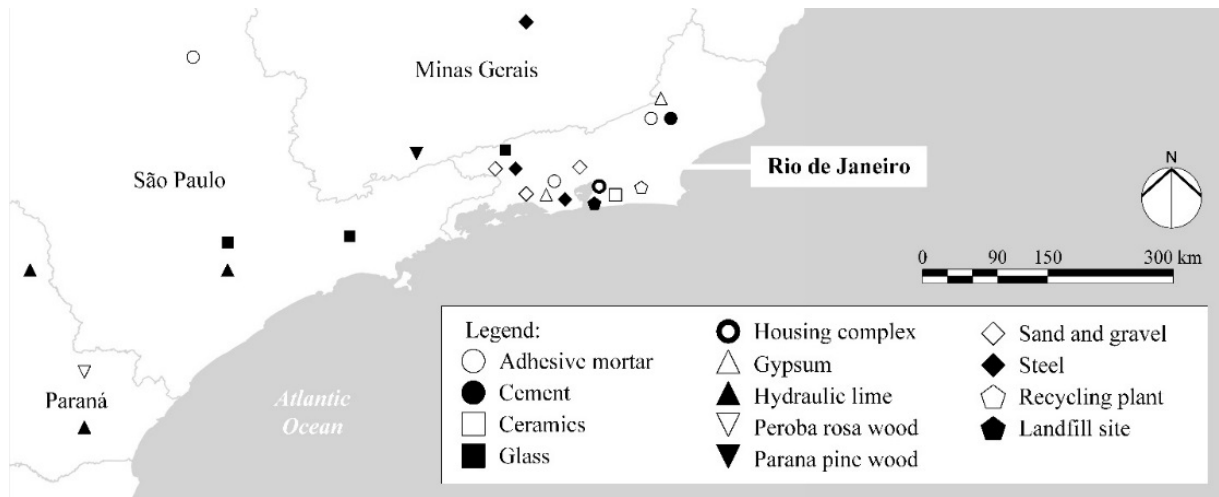 Minas Gerais
São Paulo
Rio de Janeiro
N
0 90 150 300 km
Paraná
Atlantic
Ocean
Legend:
Adhesive mortar
Cement
Ceramics
Glass
Housing complex
Gypsum
Hydraulic lime
Peroba rosa wood
Parana pine wood
Sand and gravel
Steel
Recycling plant
Landfill site